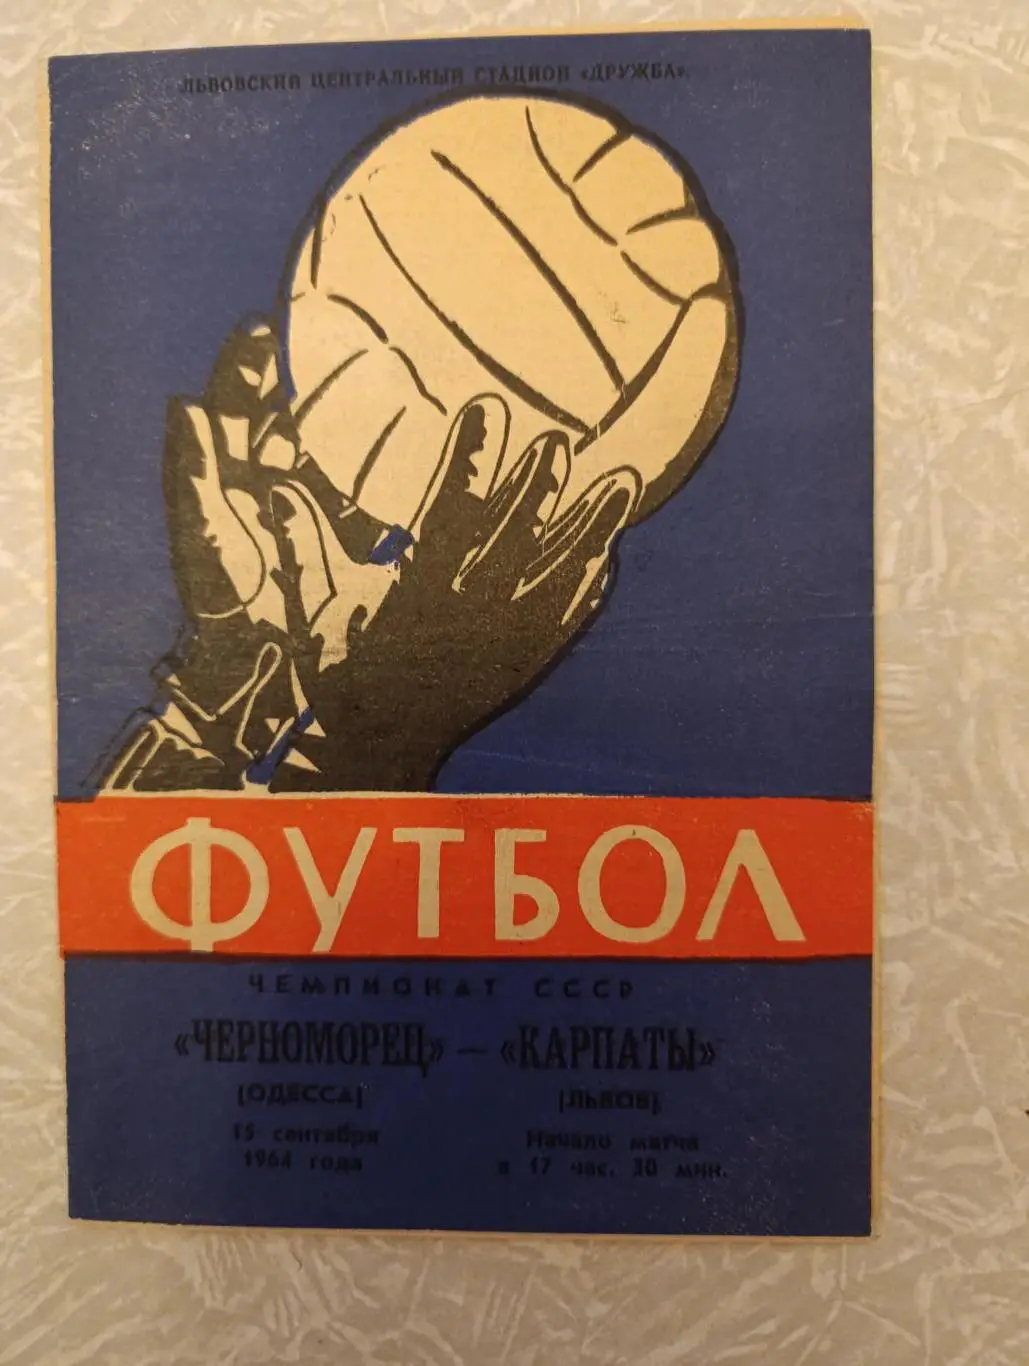 ЛЬВОВСКИЙ ЦЕНТРАЛЬНЫЙ СТАДИОН «ДРУЖБА».
ФУТБОЛ
ЧЕМПИОНАТ СССР
«ЧЕРНОМОРЕЦ» — «КАРПАТЫ»
(ОДЕССА) (ЛЬВОВ)
15 сентября Начало матча
1964 года в 17 час. 30 мин.